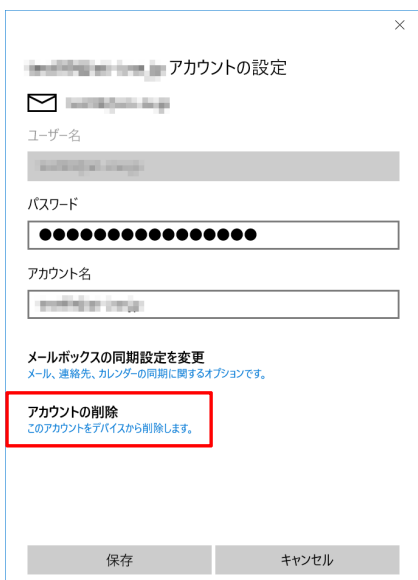 アカウントの設定
ユーザー名
パスワード
●●●●●●●●●●●●●●●●
アカウント名
メールボックスの同期設定を変更
メール、連絡先、カレンダーの同期に関するオプションです。
アカウントの削除
このアカウントをデバイスから削除します。
保存
キャンセル